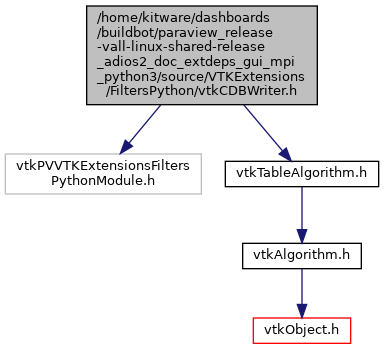 /home/kitware/dashboards
/buildbot/paraview_release
-vall-linux-shared-release
_adios2_doc_extdeps_gui_mpi
_python3/source/VTKExtensions
/FiltersPython/vtkCDBWriter.h
vtkPVVTKExtensionsFilters
PythonModule.h
vtkTableAlgorithm.h
vtkAlgorithm.h
vtkObject.h